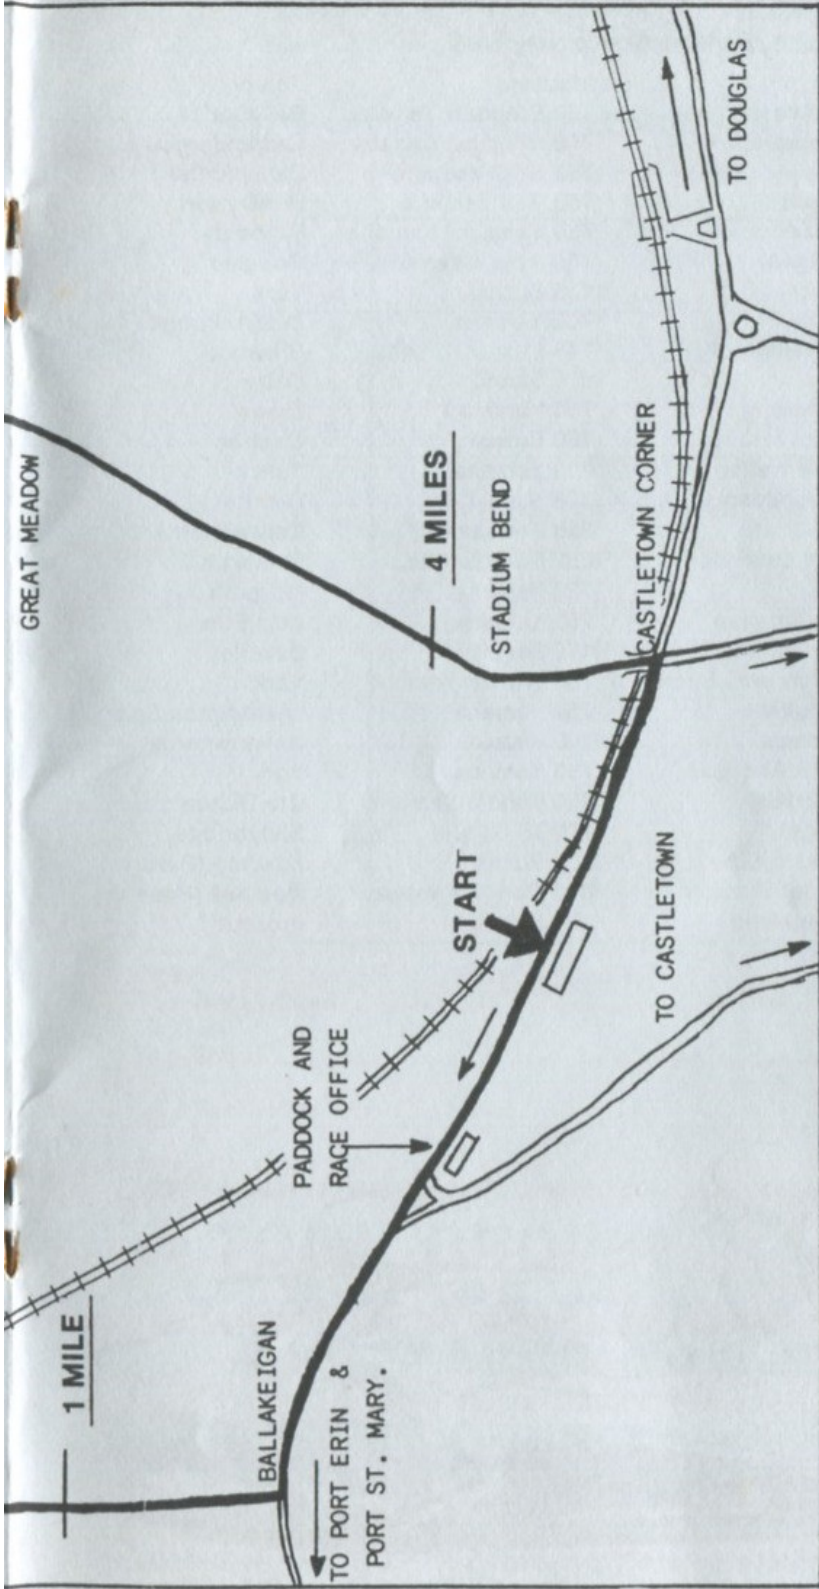 GREAT MEADOW
1 MILE
4 MILES
STADIUM BEND
BALLAKEIGAN
PADDOCK AND
RACE OFFICE
START
CASTLETOWN CORNER
TO PORT ERIN &
PORT ST. MARY.
TO CASTLETOWN
TO DOUGLAS